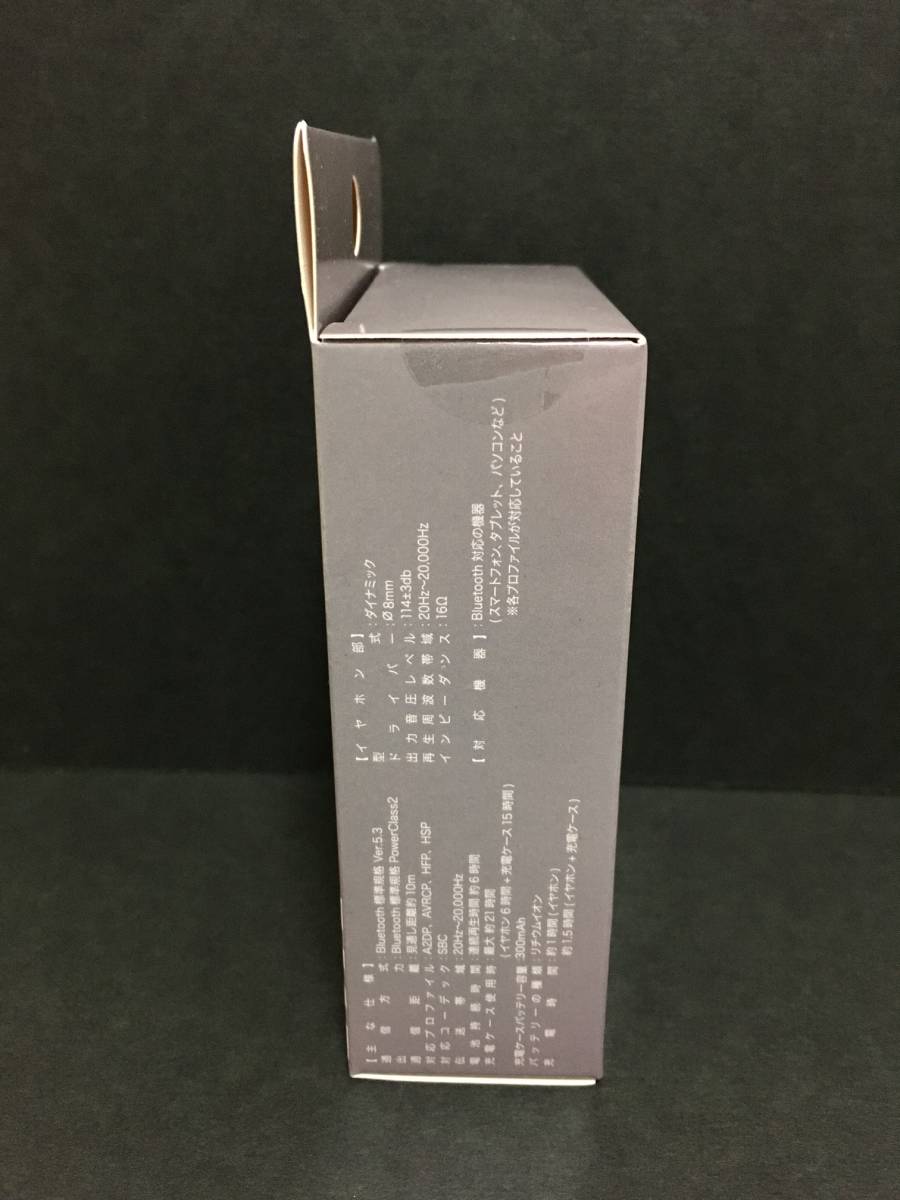 【主な仕様】
通信方式:Bluetooth 標準規格 Ver.5.3
出力:Bluetooth 標準規格 PowerClass2
通信距離:見通し距離約10m
対応プロファイル:A2DP、AVRCP、HFP、HSP
対応コーデック:SBC
伝送帯域:20Hz〜20,000Hz
電池持続時間:連続再生時間 約6時間
充電ケース使用時:最大 約21時間
(イヤホン6時間+充電ケース15時間)
充電ケースバッテリー容量:300mAh
バッテリーの種類:リチウムイオン
充電時間:約1時間(イヤホン)
約1.5時間(イヤホン+充電ケース)
【イヤホン部】
型式:ダイナミック
ドライバー:Ø8mm
出力音圧レベル:114±3db
再生周波数帯域:20Hz〜20,000Hz
インピーダンス:16Ω
【対応機器】:Bluetooth 対応の機器
(スマートフォン、タブレット、パソコンなど)
※各プロファイルが対応していること